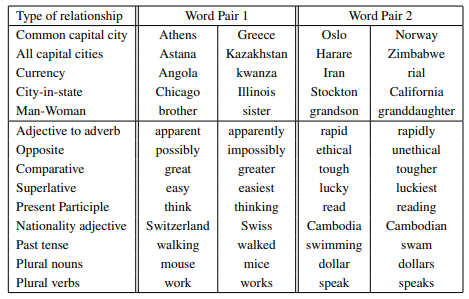 Type of relationship Word Pair 1 Word Pair 2
Common capital city Athens Greece Oslo Norway
All capital cities Astana Kazakhstan Harare Zimbabwe
Currency Angola kwanza Iran rial
City-in-state Chicago Illinois Stockton California
Man-Woman brother sister grandson granddaughter
Adjective to adverb apparent apparently rapid rapidly
Opposite possibly impossibly ethical unethical
Comparative great greater tough tougher
Superlative easy easiest lucky luckiest
Present Participle think thinking read reading
Nationality adjective Switzerland Swiss Cambodia Cambodian
Past tense walking walked swimming swam
Plural nouns mouse mice dollar dollars
Plural verbs work works speak speaks